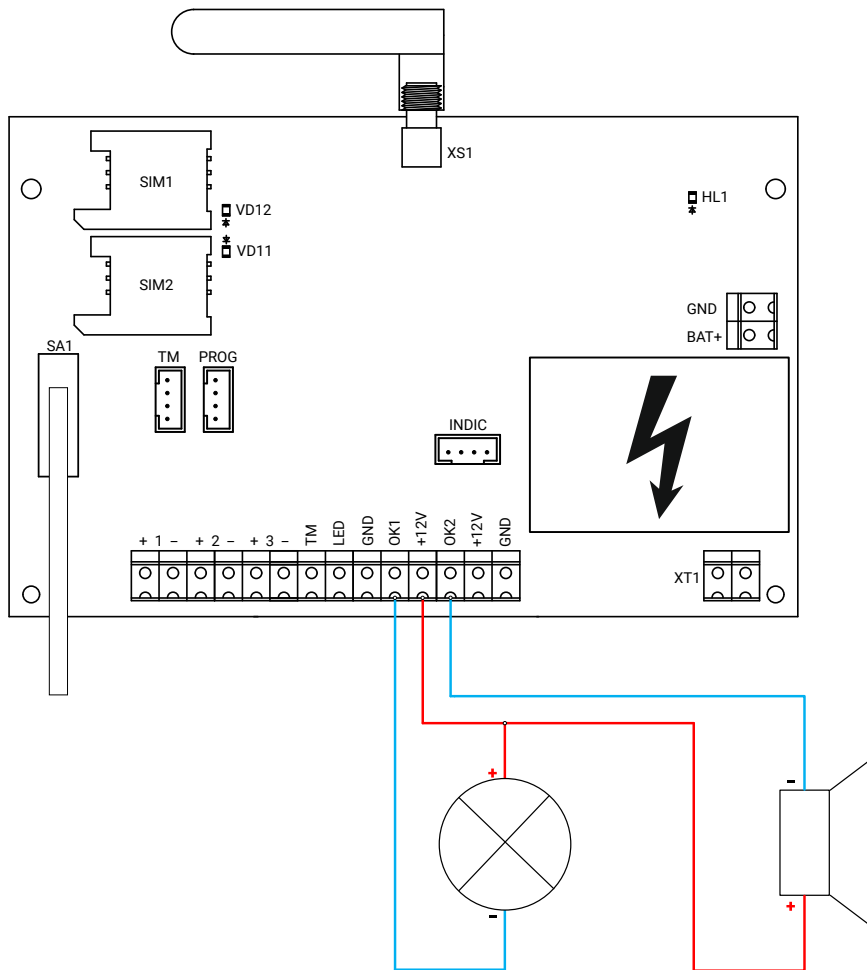 XS1
SIM1
VD12
HL1
VD11
SIM2
GND
BAT+
SA1
TM PROG
INDIC
+ 1 − + 2 − + 3 − TM LED GND OK1 +12V OK2 +12V GND
XT1
+
-
-
+